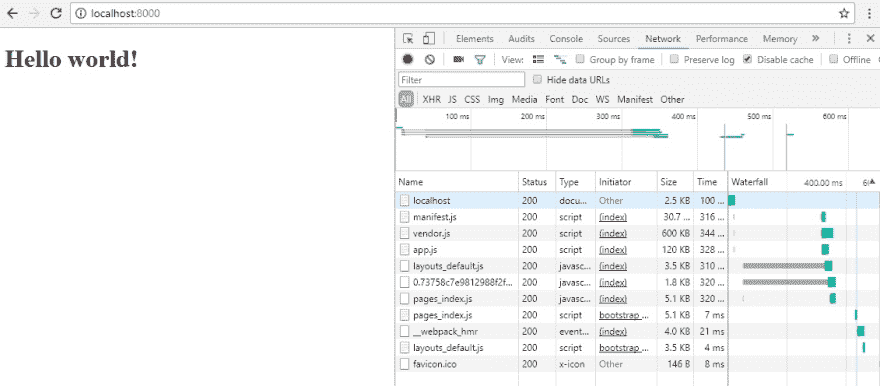 localhost:8000
Hello world!
Elements Audits Console Sources Network Performance Memory »
View: Group by frame Preserve log Disable cache Offline
Filter Hide data URLs
All XHR JS CSS Img Media Font Doc WS Manifest Other
100 ms 200 ms 300 ms 400 ms 500 ms 600 ms
Name Status Type Initiator Size Time Waterfall 400.00 ms
localhost 200 docu... Other 2.5 KB 100 ...
manifest.js 200 script (index) 30.7 ... 316 ...
vendor.js 200 script (index) 600 KB 344 ...
app.js 200 script (index) 120 KB 328 ...
layouts_default.js 200 javasc... (index) 3.5 KB 310 ...
0.73758c7e9812988f2f... 200 javasc... (index) 1.8 KB 320 ...
pages_index.js 200 javasc... (index) 5.1 KB 320 ...
pages_index.js 200 script bootstrap ... 5.1 KB 7 ms
__webpack_hmr 200 event... (index) 4.0 KB 21 ms
layouts_default.js 200 script bootstrap ... 3.5 KB 4 ms
favicon.ico 200 x-icon Other 146 B 8 ms